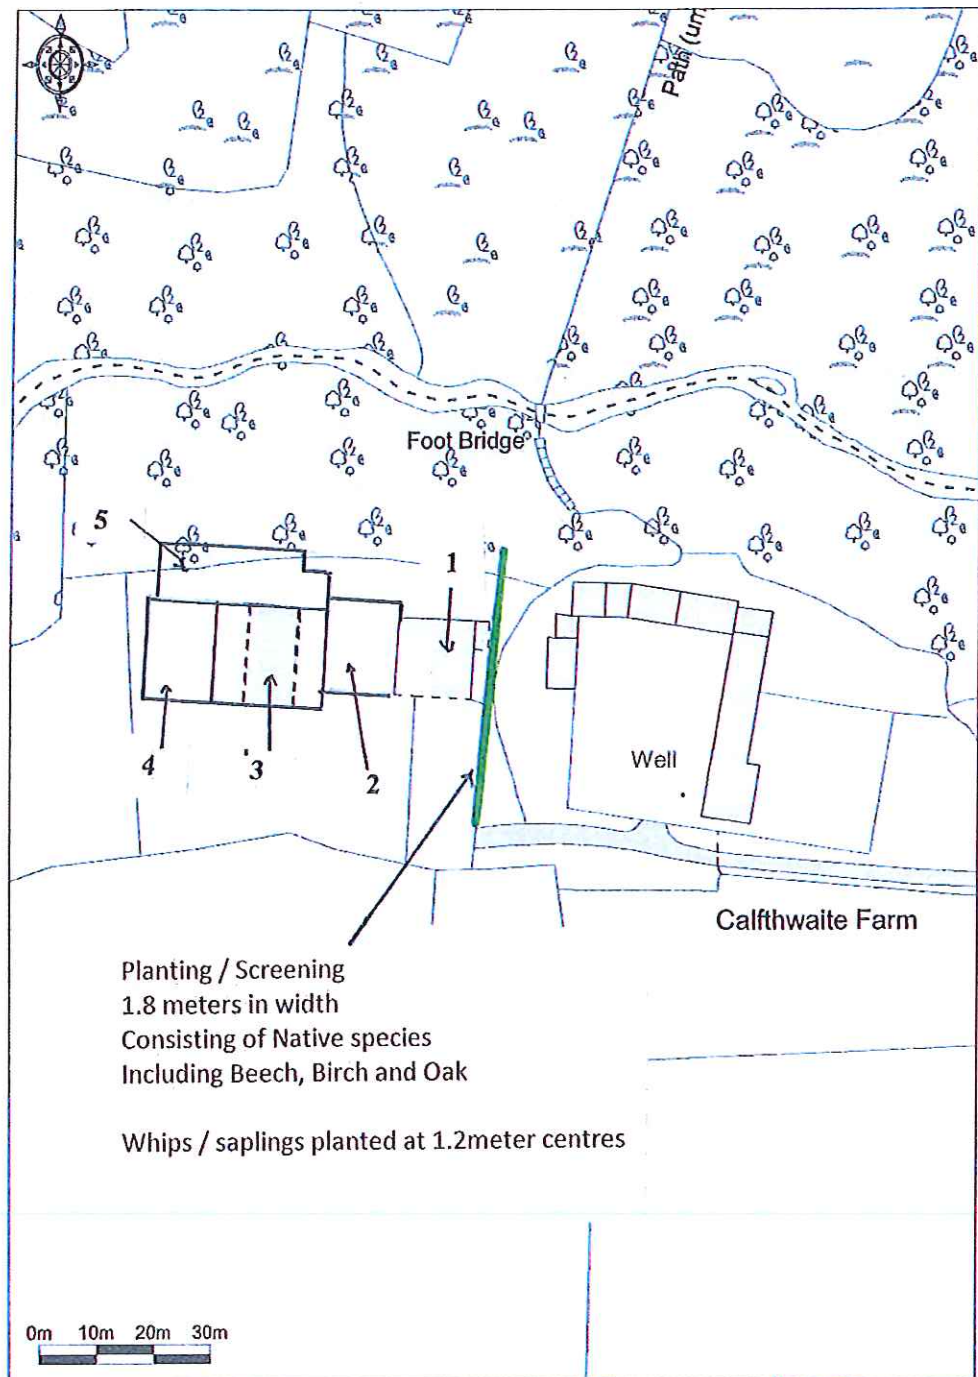 Path (um
Foot Bridge
5
1
4
3
2
Well
Calfthwaite Farm
Planting / Screening
1.8 meters in width
Consisting of Native species
Including Beech, Birch and Oak
Whips / saplings planted at 1.2meter centres
0m 10m 20m 30m